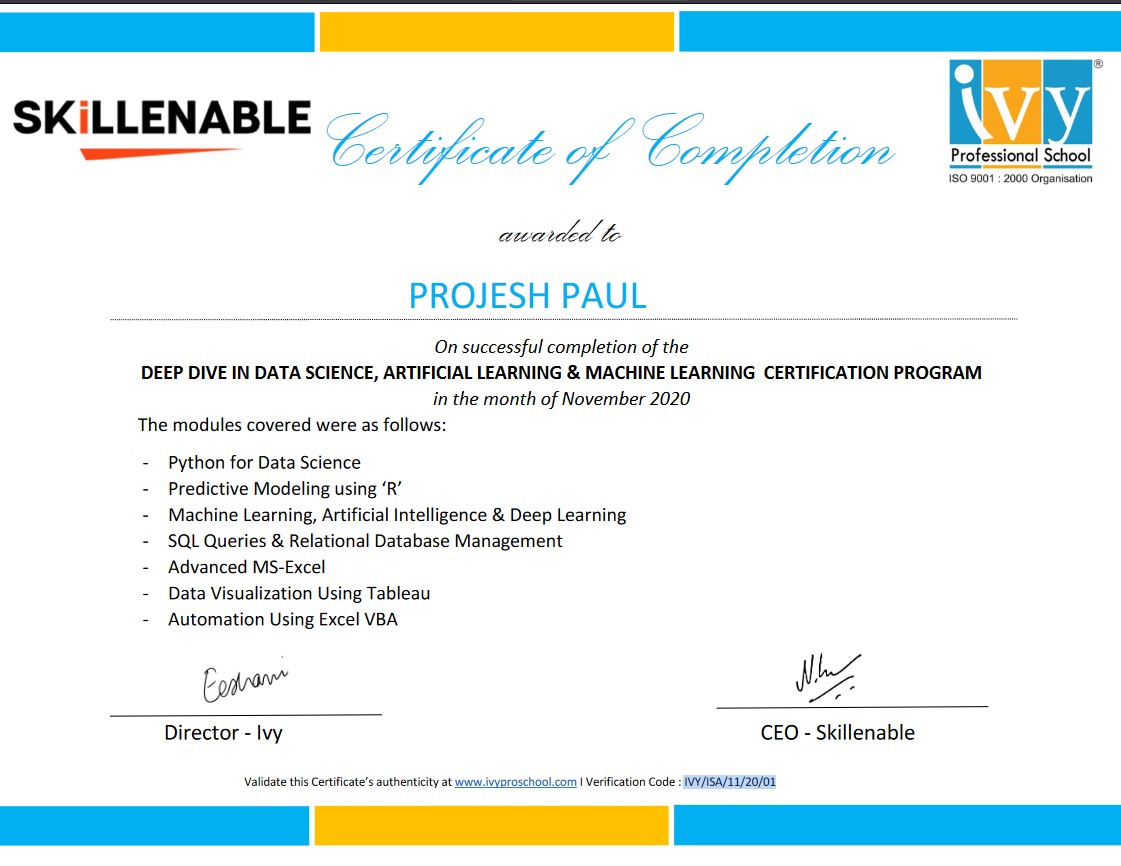 SKiLLENABLE
Certificate of Completion
ivy ®
Professional School
ISO 9001 : 2000 Organisation
awarded to
PROJESH PAUL
On successful completion of the
DEEP DIVE IN DATA SCIENCE, ARTIFICIAL LEARNING & MACHINE LEARNING CERTIFICATION PROGRAM
in the month of November 2020
The modules covered were as follows:
- Python for Data Science
- Predictive Modeling using ‘R’
- Machine Learning, Artificial Intelligence & Deep Learning
- SQL Queries & Relational Database Management
- Advanced MS-Excel
- Data Visualization Using Tableau
- Automation Using Excel VBA
Eeshani
Director - Ivy
CEO - Skillenable
Validate this Certificate’s authenticity at www.ivyproschool.com I Verification Code : IVY/ISA/11/20/01